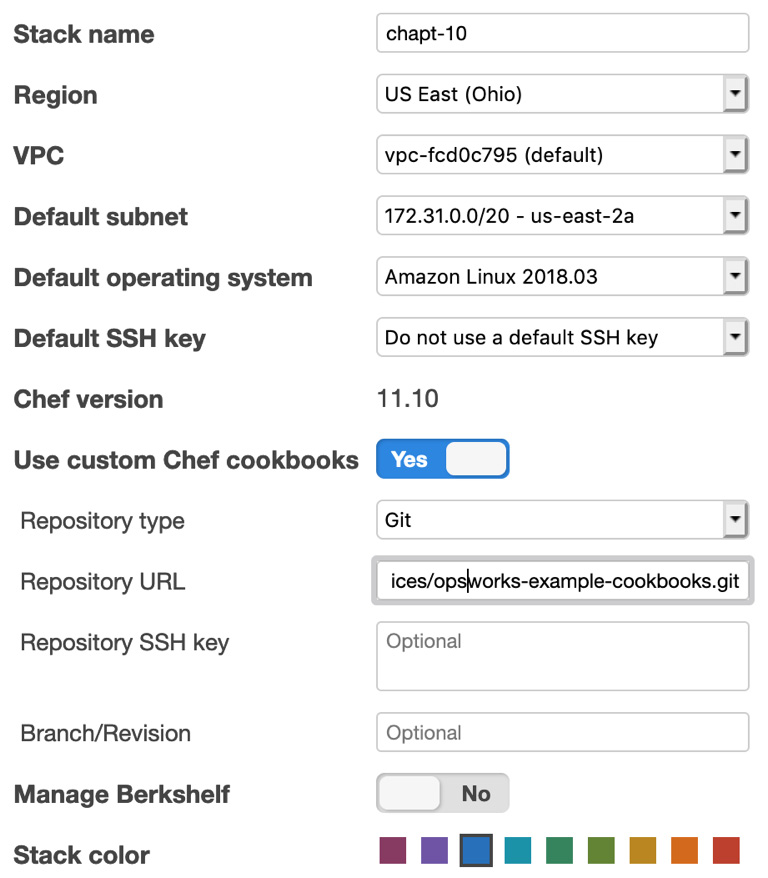 Stack name chapt-10
Region US East (Ohio)
VPC vpc-fcd0c795 (default)
Default subnet 172.31.0.0/20 - us-east-2a
Default operating system Amazon Linux 2018.03
Default SSH key Do not use a default SSH key
Chef version 11.10
Use custom Chef cookbooks Yes
Repository type Git
Repository URL ices/opsworks-example-cookbooks.git
Repository SSH key Optional
Branch/Revision Optional
Manage Berkshelf No
Stack color